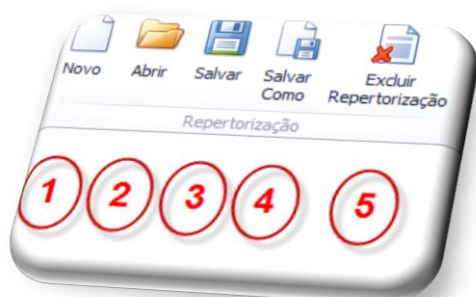 Novo Abrir Salvar Salvar Como Excluir Repertorização
Repertorização
1 2 3 4 5